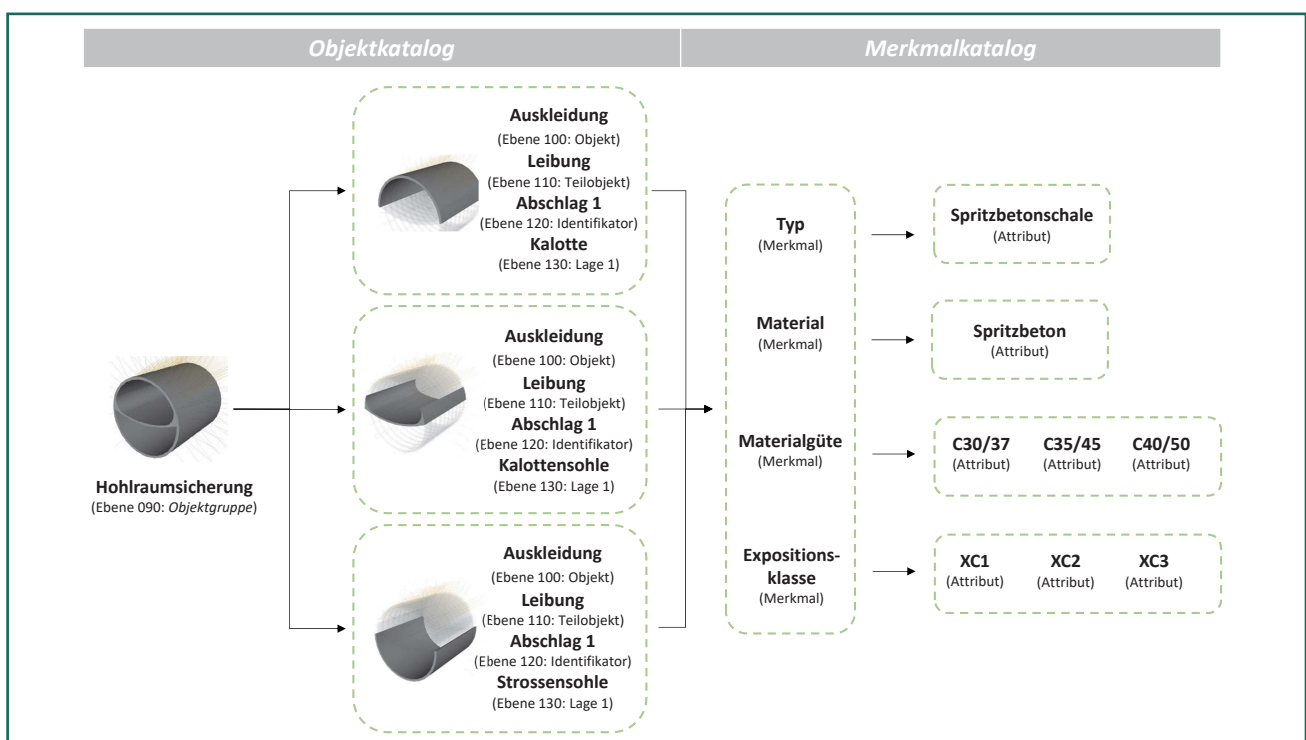 Objektkatalog
Merkmalkatalog
Hohlraumsicherung
(Ebene 090: Objektgruppe)
Auskleidung
(Ebene 100: Objekt)
Leibung
(Ebene 110: Teilobjekt)
Abschlag 1
(Ebene 120: Identifikator)
Kalotte
(Ebene 130: Lage 1)
Auskleidung
(Ebene 100: Objekt)
Leibung
(Ebene 110: Teilobjekt)
Abschlag 1
(Ebene 120: Identifikator)
Kalottensohle
(Ebene 130: Lage 1)
Auskleidung
(Ebene 100: Objekt)
Leibung
(Ebene 110: Teilobjekt)
Abschlag 1
(Ebene 120: Identifikator)
Strossensohle
(Ebene 130: Lage 1)
Typ
(Merkmal)
Spritzbetonschale
(Attribut)
Material
(Merkmal)
Spritzbeton
(Attribut)
Materialgüte
(Merkmal)
C30/37 C35/45 C40/50
(Attribut) (Attribut) (Attribut)
Expositions-
klasse
(Merkmal)
XC1 XC2 XC3
(Attribut) (Attribut) (Attribut)